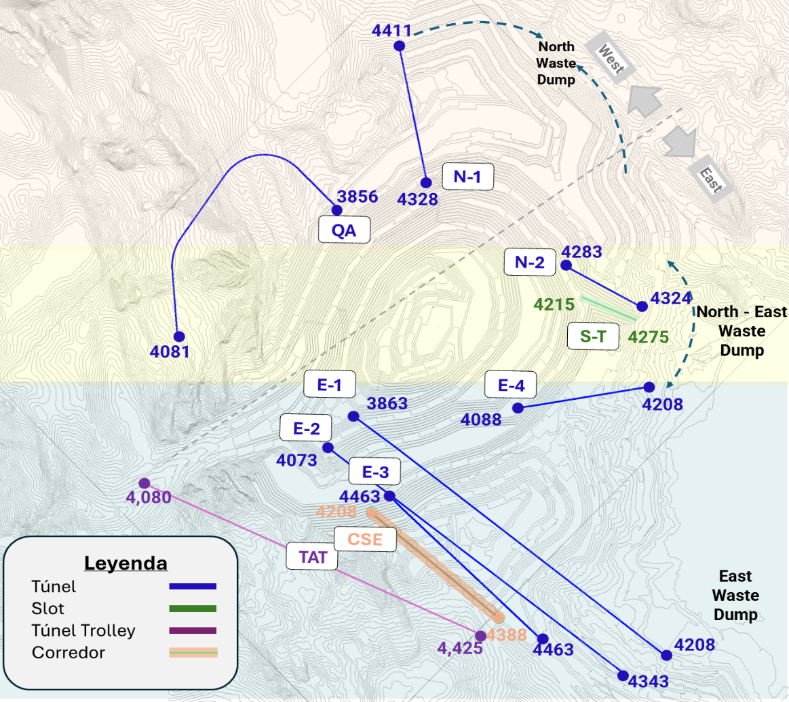 4411
North
Waste
Dump
West
East
3856
QA
N-1
4328
N-2
4283
4324
4215
S-T
4275
North - East
Waste
Dump
4081
E-1
3863
E-4
4088
4208
E-2
4073
E-3
4463
4,080
4208
CSE
TAT
4388
4,425
4463
4208
4343
East
Waste
Dump
Leyenda
Túnel
Slot
Túnel Trolley
Corredor